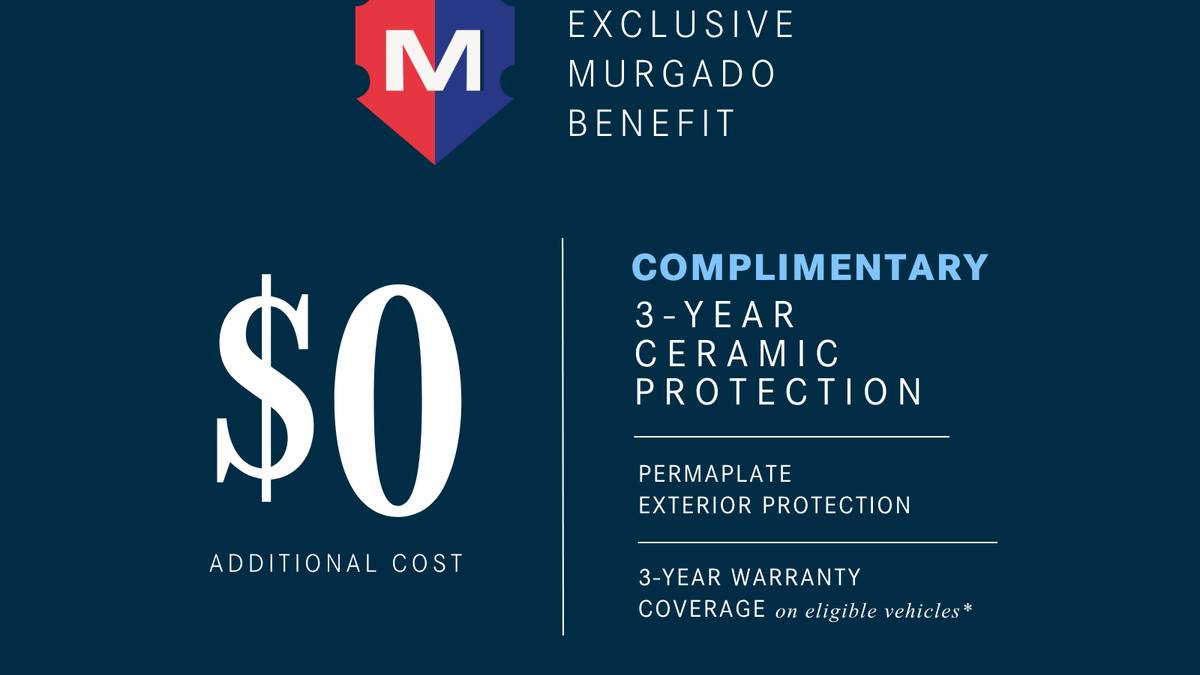 M
EXCLUSIVE
MURGADO
BENEFIT
$0
ADDITIONAL COST
COMPLIMENTARY
3-YEAR
CERAMIC
PROTECTION
PERMAPLATE
EXTERIOR PROTECTION
3-YEAR WARRANTY
COVERAGE on eligible vehicles*